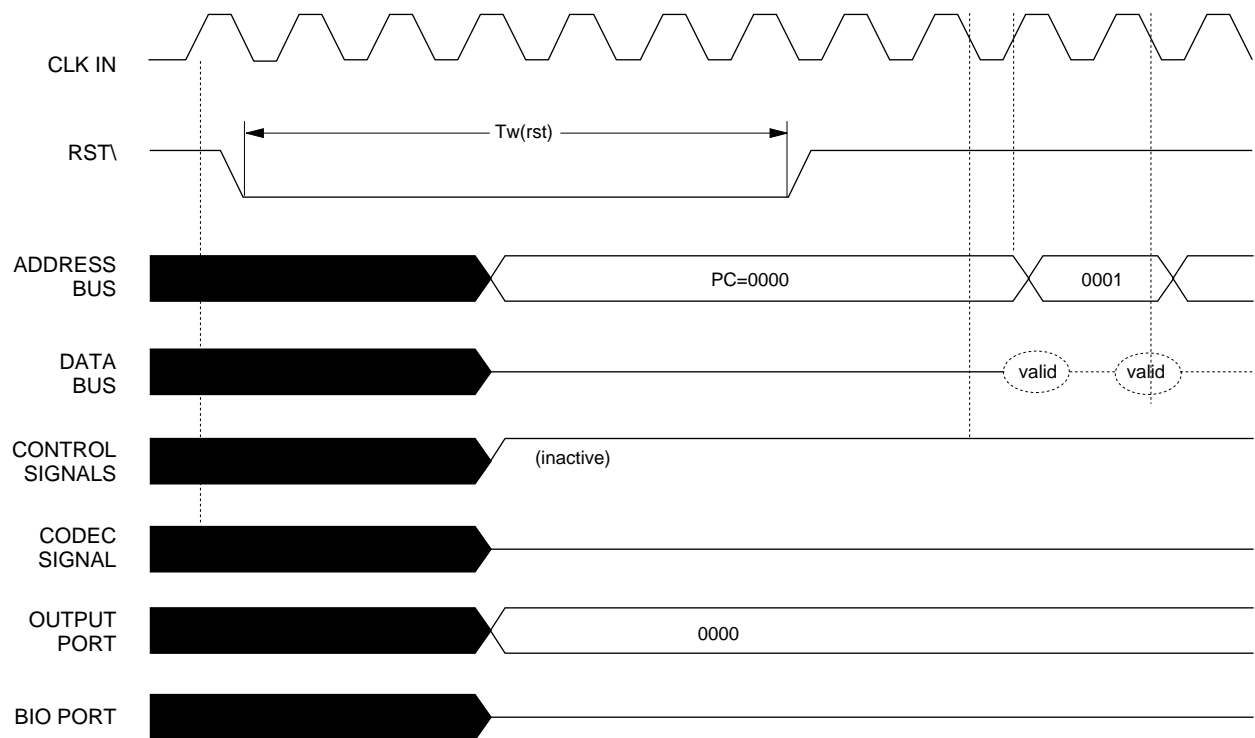 CLK IN
Tw(rst)
RST\
ADDRESS
BUS
PC=0000
0001
DATA
BUS
valid
valid
CONTROL
SIGNALS
(inactive)
CODEC
SIGNAL
OUTPUT
PORT
0000
BIO PORT